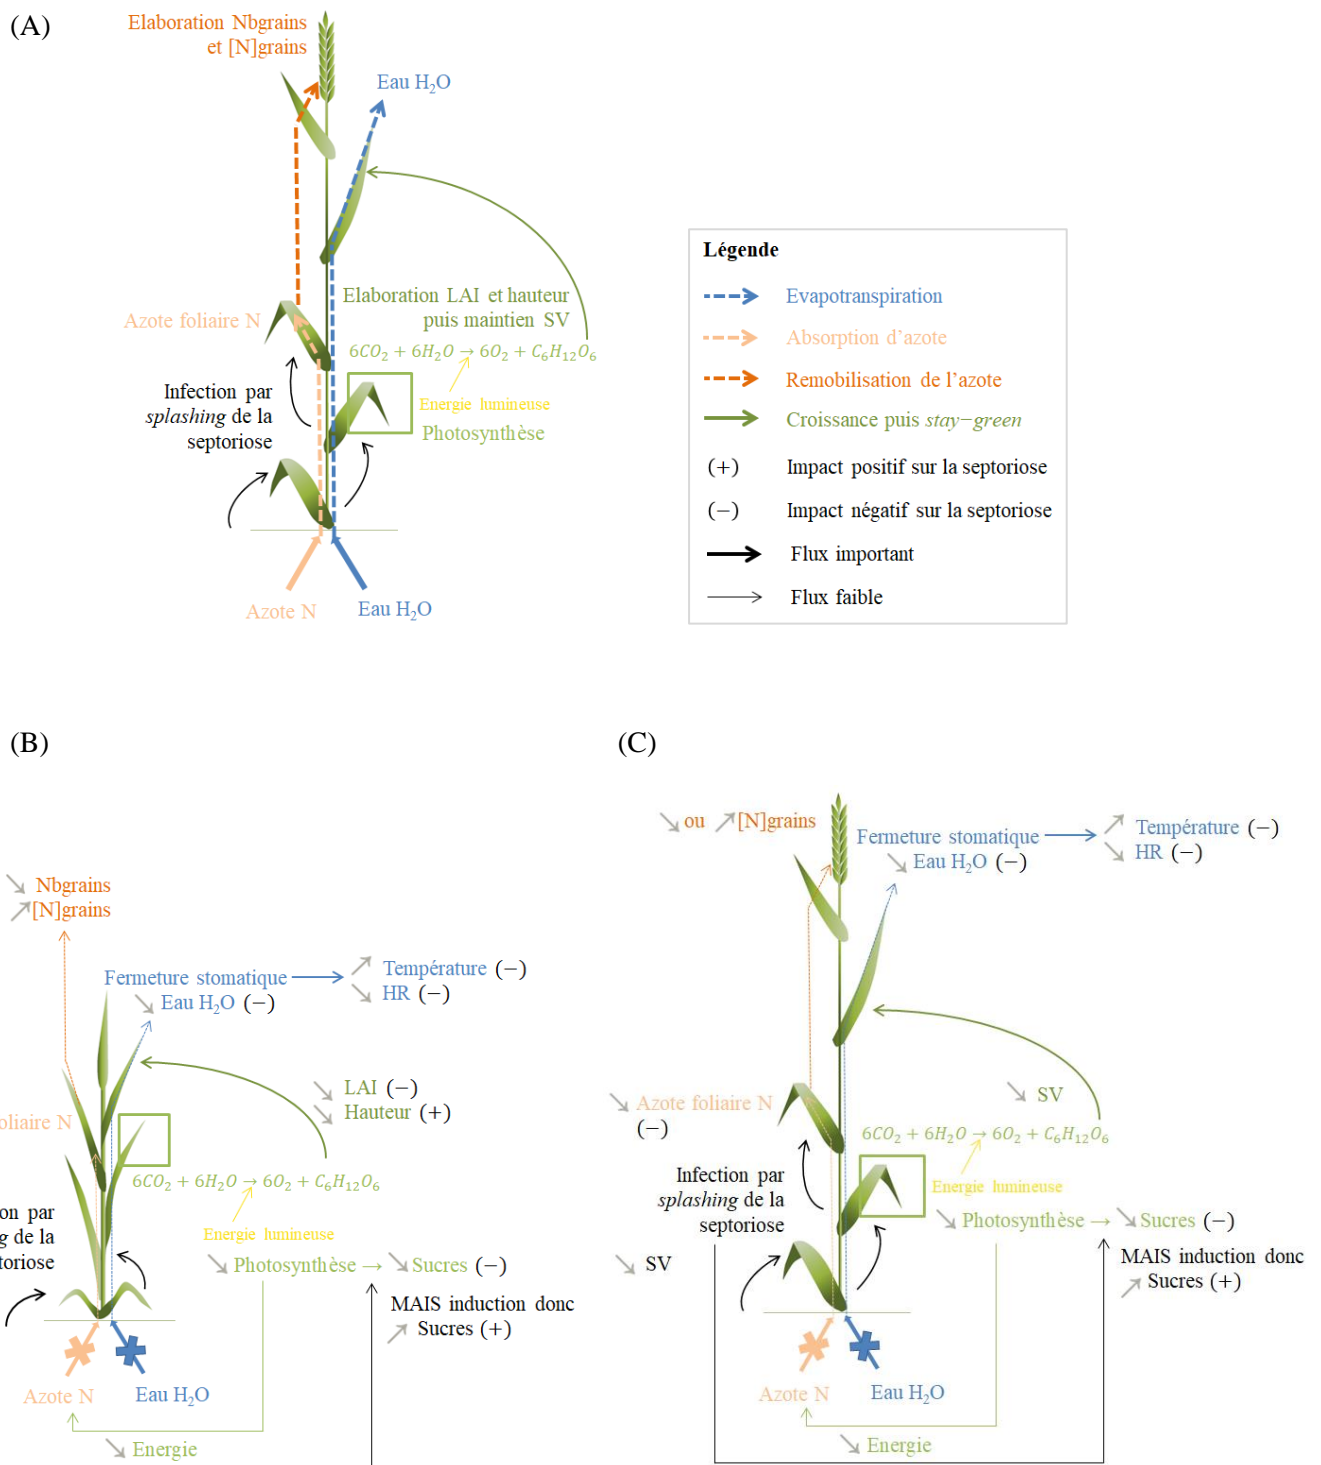 (A)
Elaboration Nbgrains
et [N]grains
Eau H₂O
Elaboration LAI et hauteur
puis maintien SV
Azote foliaire N
6CO₂ + 6H₂O → 6O₂ + C₆H₁₂O₆
Energie lumineuse
Photosynthèse
Infection par
splashing de la
septoriose
Azote N
Eau H₂O
Légende
Evapotranspiration
Absorption d'azote
Remobilisation de l'azote
Croissance puis stay−green
(+) Impact positif sur la septoriose
(−) Impact négatif sur la septoriose
Flux important
Flux faible
(B)
↘ Nbgrains
↗[N]grains
Fermeture stomatique → ↗ Température (−)
↘ HR (−)
↘ Eau H₂O (−)
↘ LAI (−)
↘ Hauteur (+)
oliaire N
6CO₂ + 6H₂O → 6O₂ + C₆H₁₂O₆
Energie lumineuse
on par
g de la
toriose
↘ Photosynthèse → ↘ Sucres (−)
MAIS induction donc
↗ Sucres (+)
Azote N
Eau H₂O
↘ Energie
(C)
↘ ou ↗[N]grains
Fermeture stomatique → ↗ Température (−)
↘ HR (−)
↘ Eau H₂O (−)
↘ SV
↘ Azote foliaire N
(−)
6CO₂ + 6H₂O → 6O₂ + C₆H₁₂O₆
Energie lumineuse
Infection par
splashing de la
septoriose
↘ Photosynthèse → ↘ Sucres (−)
MAIS induction donc
↗ Sucres (+)
↘ SV
Azote N
Eau H₂O
↘ Energie